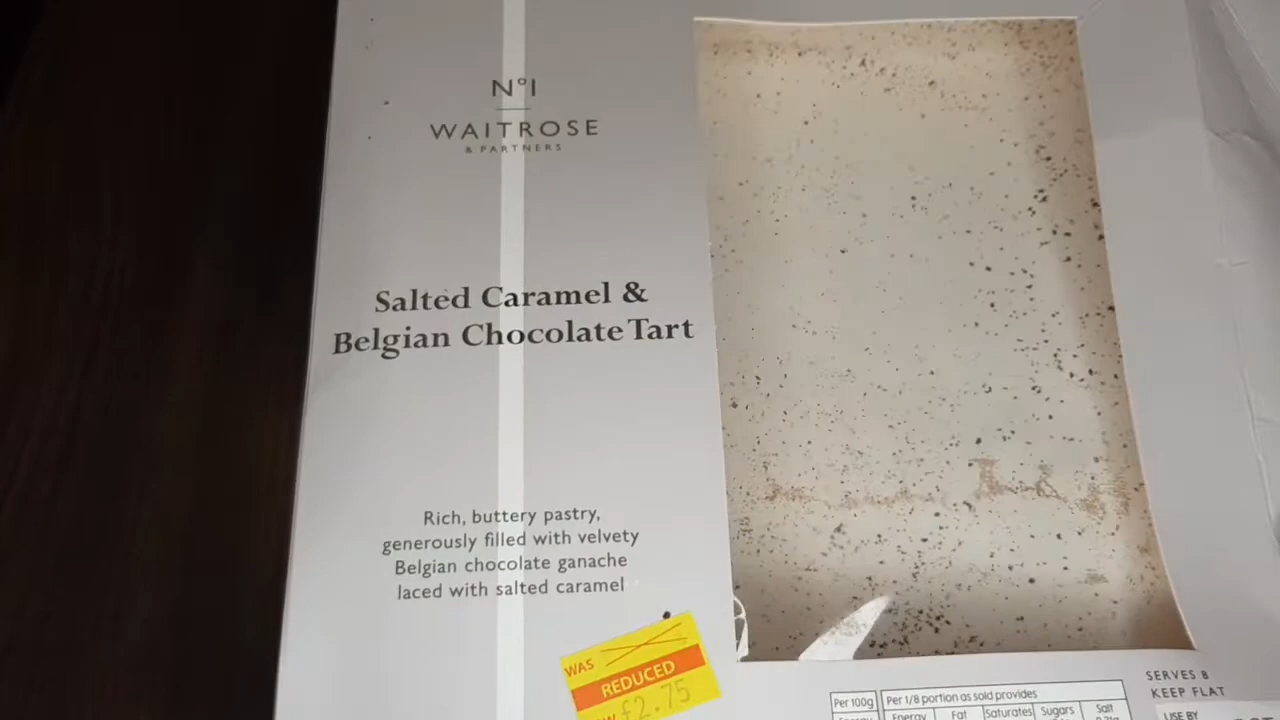 Nº1
WAITROSE
& PARTNERS
Salted Caramel &
Belgian Chocolate Tart
Rich, buttery pastry,
generously filled with velvety
Belgian chocolate ganache
laced with salted caramel
WAS
REDUCED
£2.75
SERVES 8
KEEP FLAT
USE BY
Per 100g
Per 1/8 portion as sold provides
Energy Fat Saturates Sugars Salt